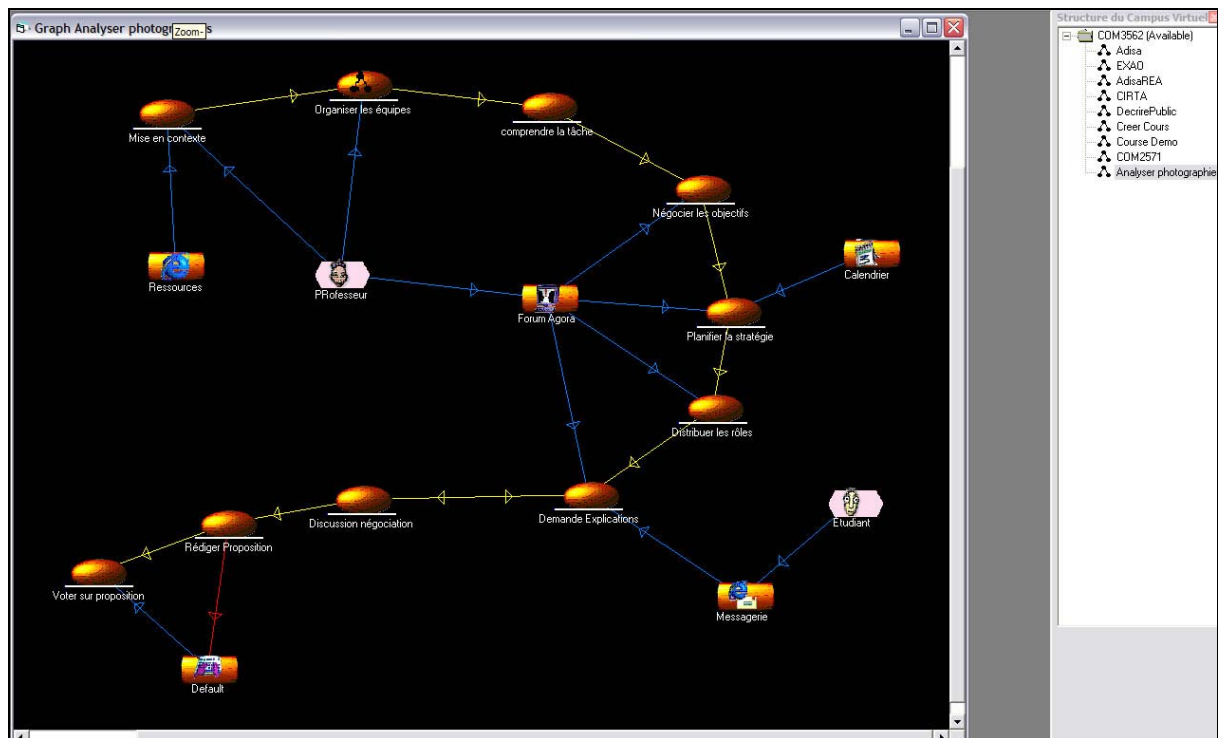 Graph Analyser photographies
Zoom-
Organiser les équipes
Mise en contexte
comprendre la tâche
Négocier les objectifs
Ressources
PRofesseur
Calendrier
Forum Agora
Planifier la stratégie
Distribuer les rôles
Discussion négociation
Demande Explications
Etudiant
Rédiger Proposition
Voter sur proposition
Messagerie
Default
Structure du Campus Virtuel
COM3562 (Available)
Adisa
EXAO
AdisaREA
CIRTA
DecrirePublic
Creer Cours
Course Demo
COM2571
Analyser photographie